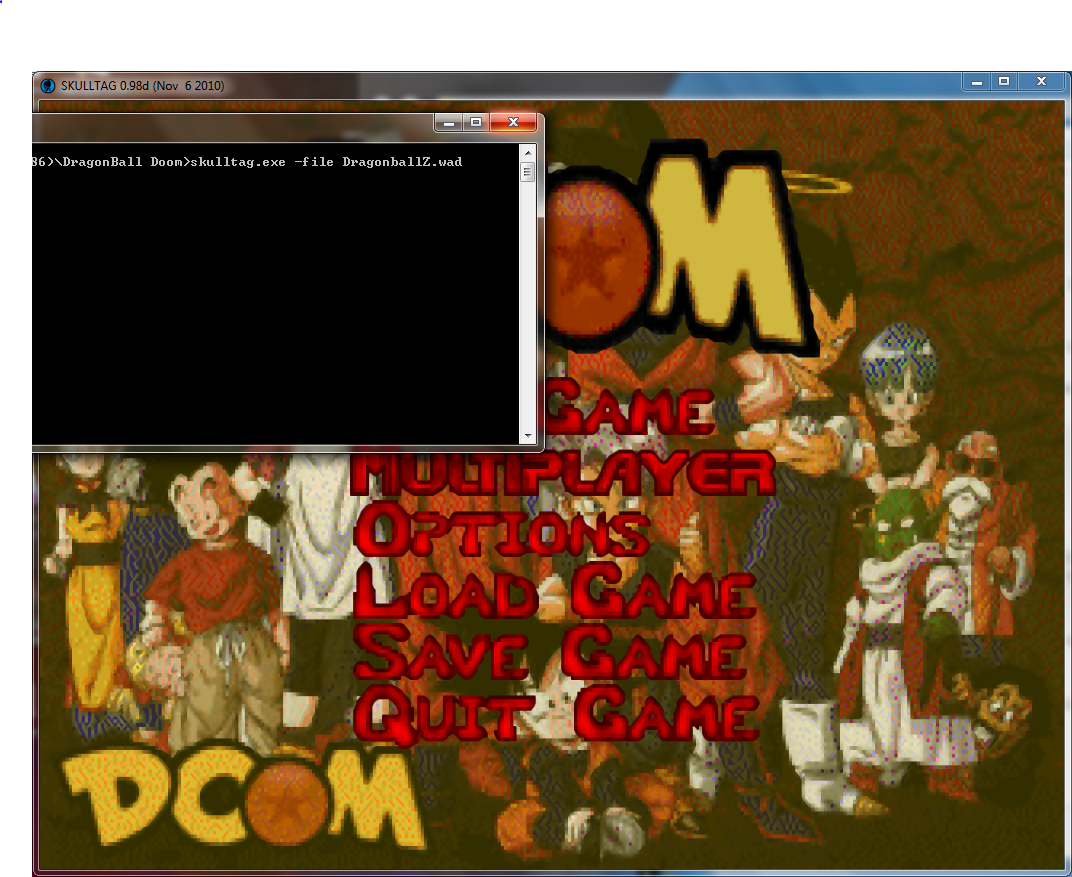 SKULLTAG 0.98d (Nov 6 2010)
86)\DragonBall Doom>skulltag.exe -file DragonballZ.wad
OM
GAME
MULTIPLAYER
OPTIONS
LOAD GAME
SAVE GAME
QUIT GAME
DOOM